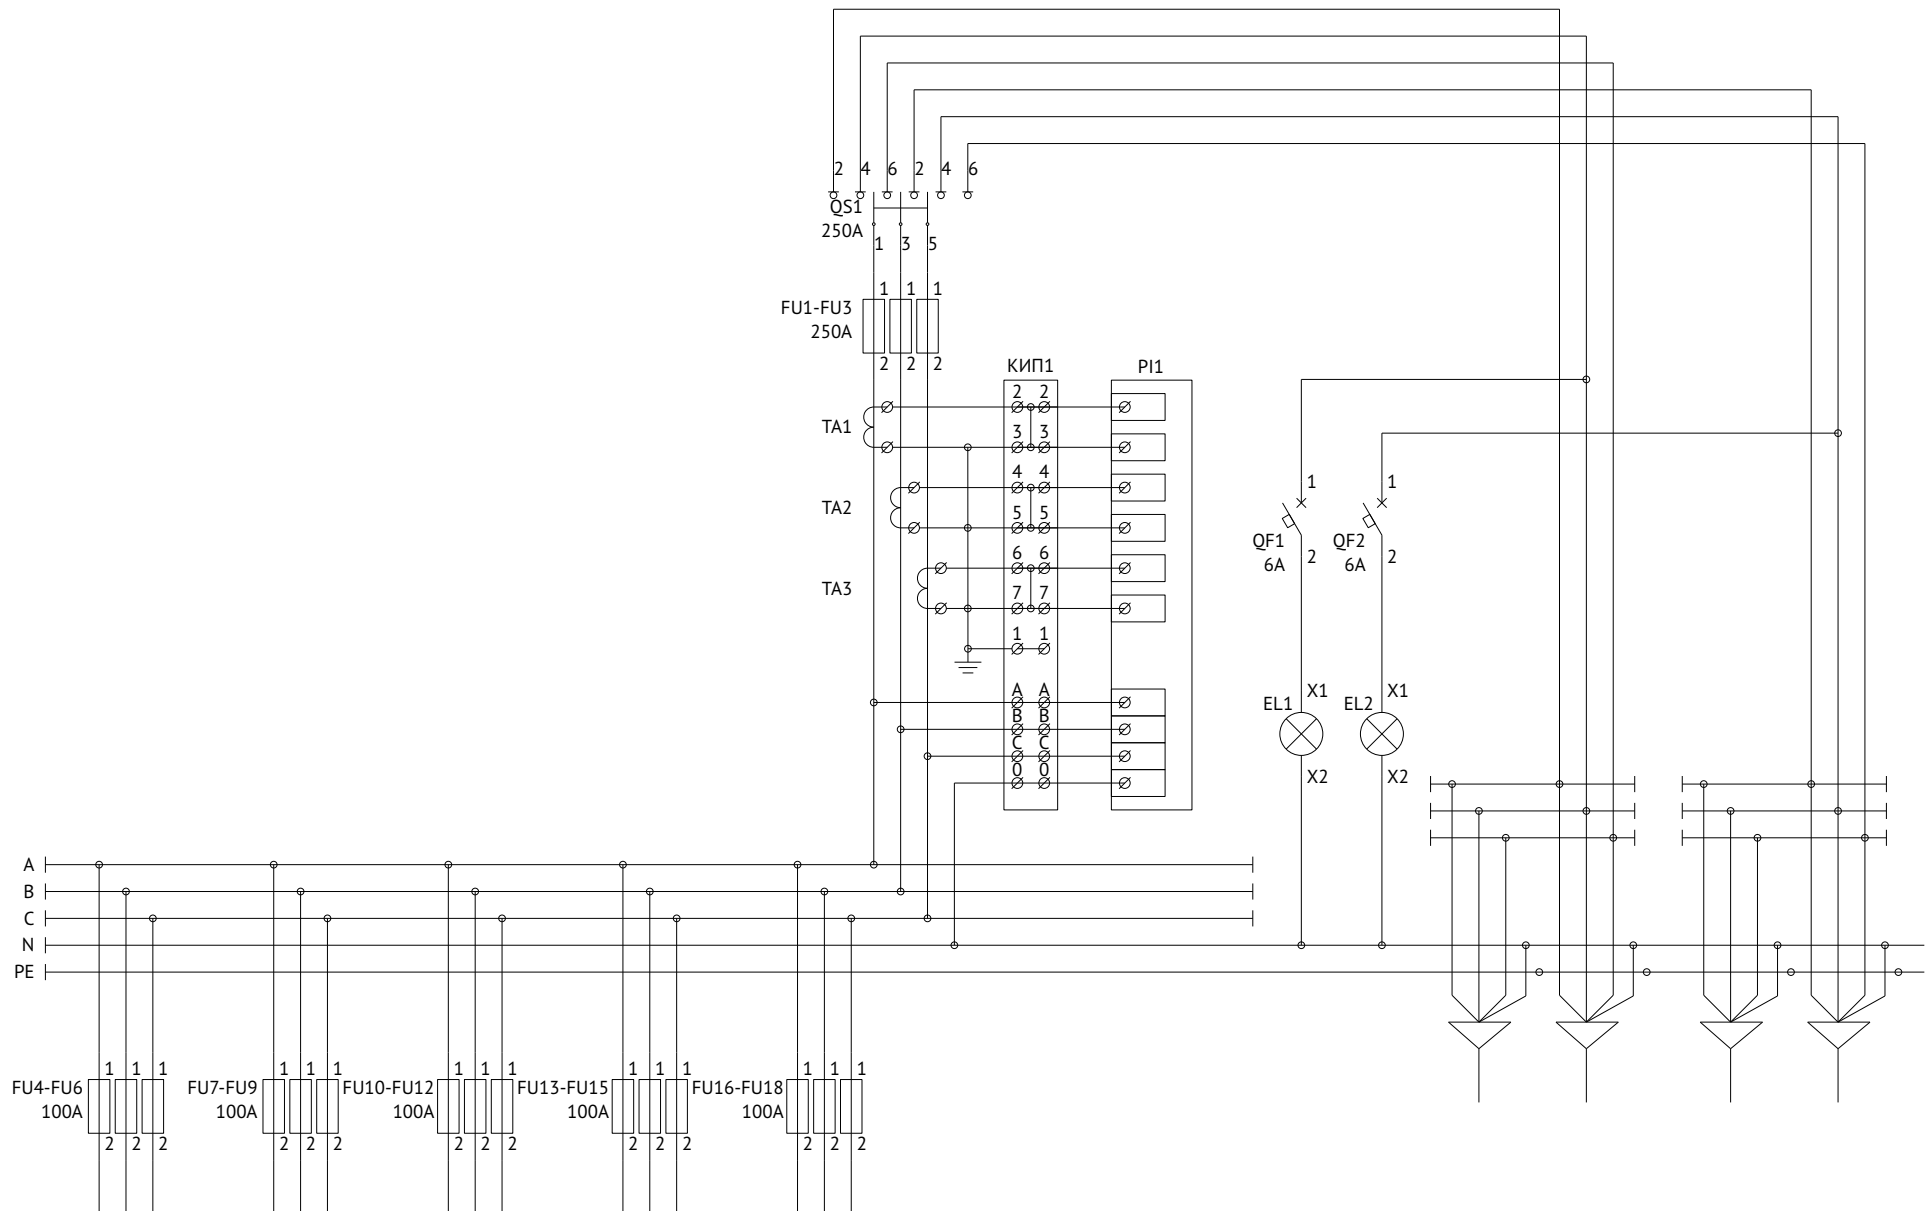 2 4 6 2 4 6
QS1
250A
1 3 5
1 1 1
FU1-FU3
250A
2 2 2
КИП1
PI1
2 2
TA1
3 3
4 4
TA2
5 5
6 6
TA3
7 7
1 1
A A
B B
C C
0 0
1 1
QF1
6A
2
QF2
6A
2
X1 X1
EL1 EL2
X2 X2
A
B
C
N
PE
1 1 1 1 1 1 1 1 1 1 1 1 1 1 1
FU4-FU6 FU7-FU9 FU10-FU12 FU13-FU15 FU16-FU18
100A 100A 100A 100A 100A
2 2 2 2 2 2 2 2 2 2 2 2 2 2 2